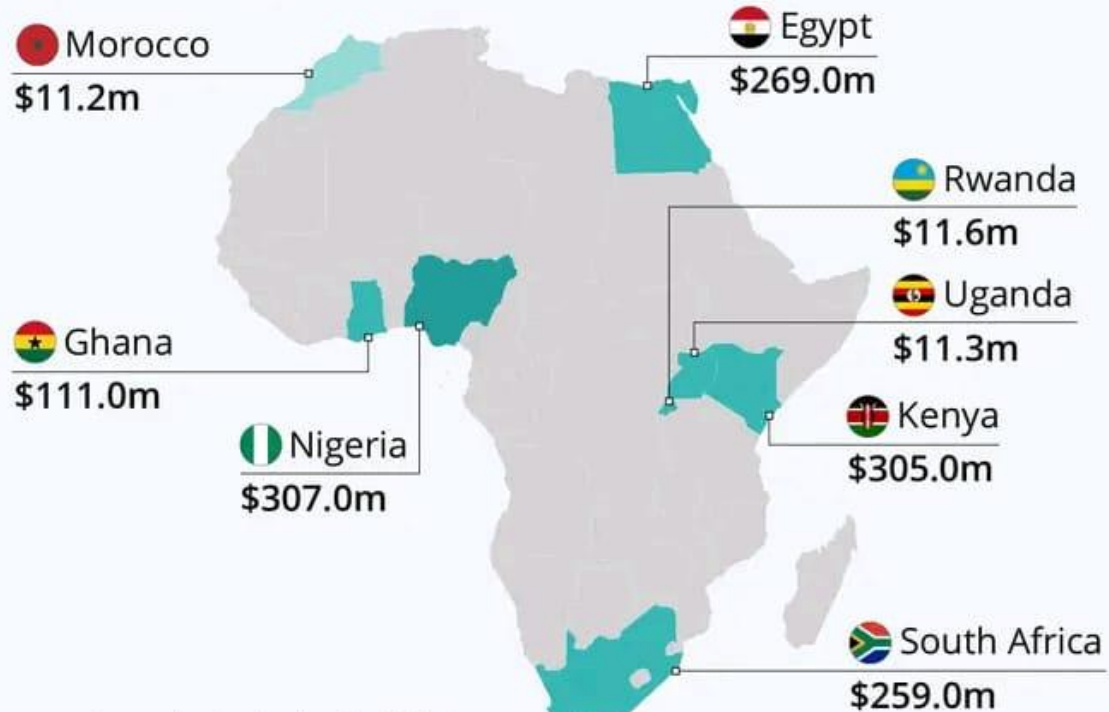 Morocco
$11.2m
Egypt
$269.0m
Rwanda
$11.6m
Uganda
$11.3m
Ghana
$111.0m
Kenya
$305.0m
Nigeria
$307.0m
South Africa
$259.0m